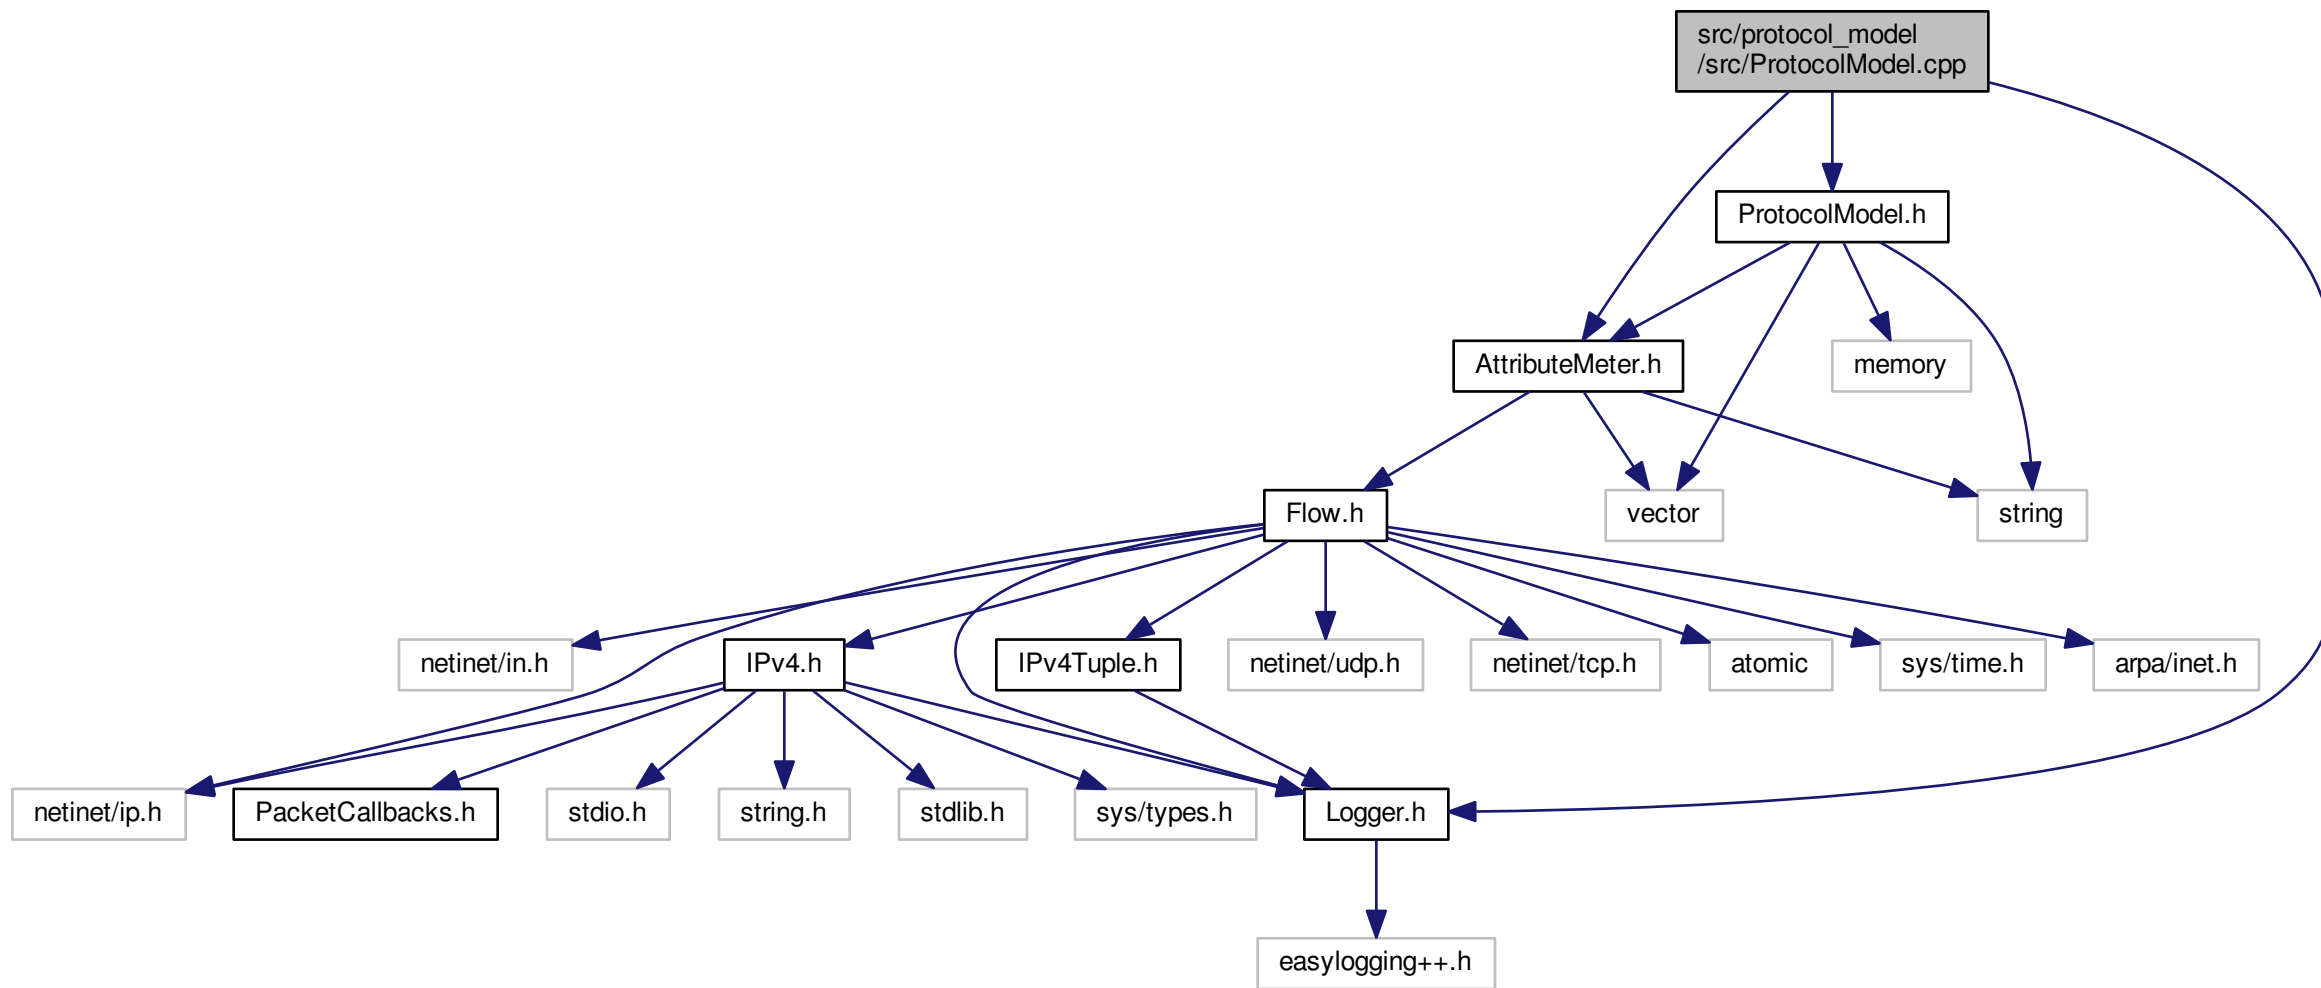 src/protocol_model
/src/ProtocolModel.cpp
ProtocolModel.h
AttributeMeter.h
memory
Flow.h
vector
string
netinet/in.h
IPv4.h
IPv4Tuple.h
netinet/udp.h
netinet/tcp.h
atomic
sys/time.h
arpa/inet.h
netinet/ip.h
PacketCallbacks.h
stdio.h
string.h
stdlib.h
sys/types.h
Logger.h
easylogging++.h